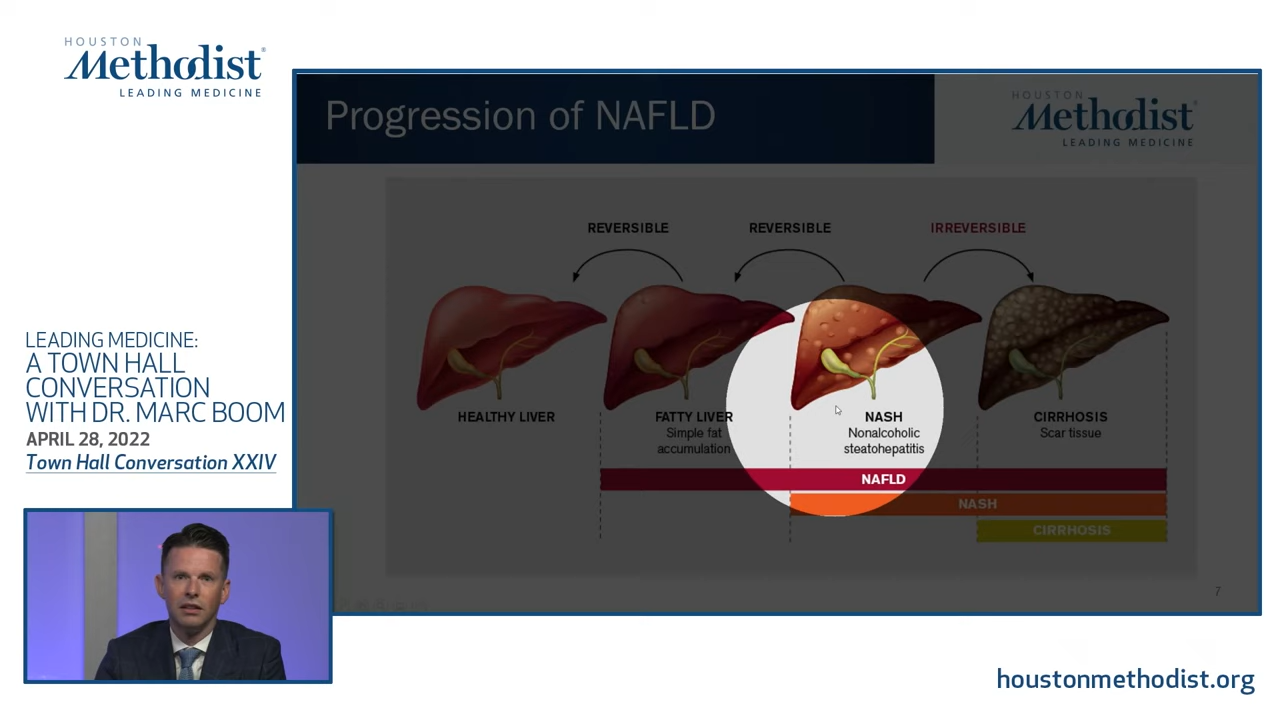 HOUSTON
Methodist®
LEADING MEDICINE
LEADING MEDICINE:
A TOWN HALL
CONVERSATION
WITH DR. MARC BOOM
APRIL 28, 2022
Town Hall Conversation XXIV
Progression of NAFLD
HOUSTON
Methodist®
LEADING MEDICINE
REVERSIBLE
REVERSIBLE
IRREVERSIBLE
HEALTHY LIVER
FATTY LIVER
Simple fat
accumulation
NASH
Nonalcoholic
steatohepatitis
CIRRHOSIS
Scar tissue
NAFLD
NASH
CIRRHOSIS
7
houstonmethodist.org